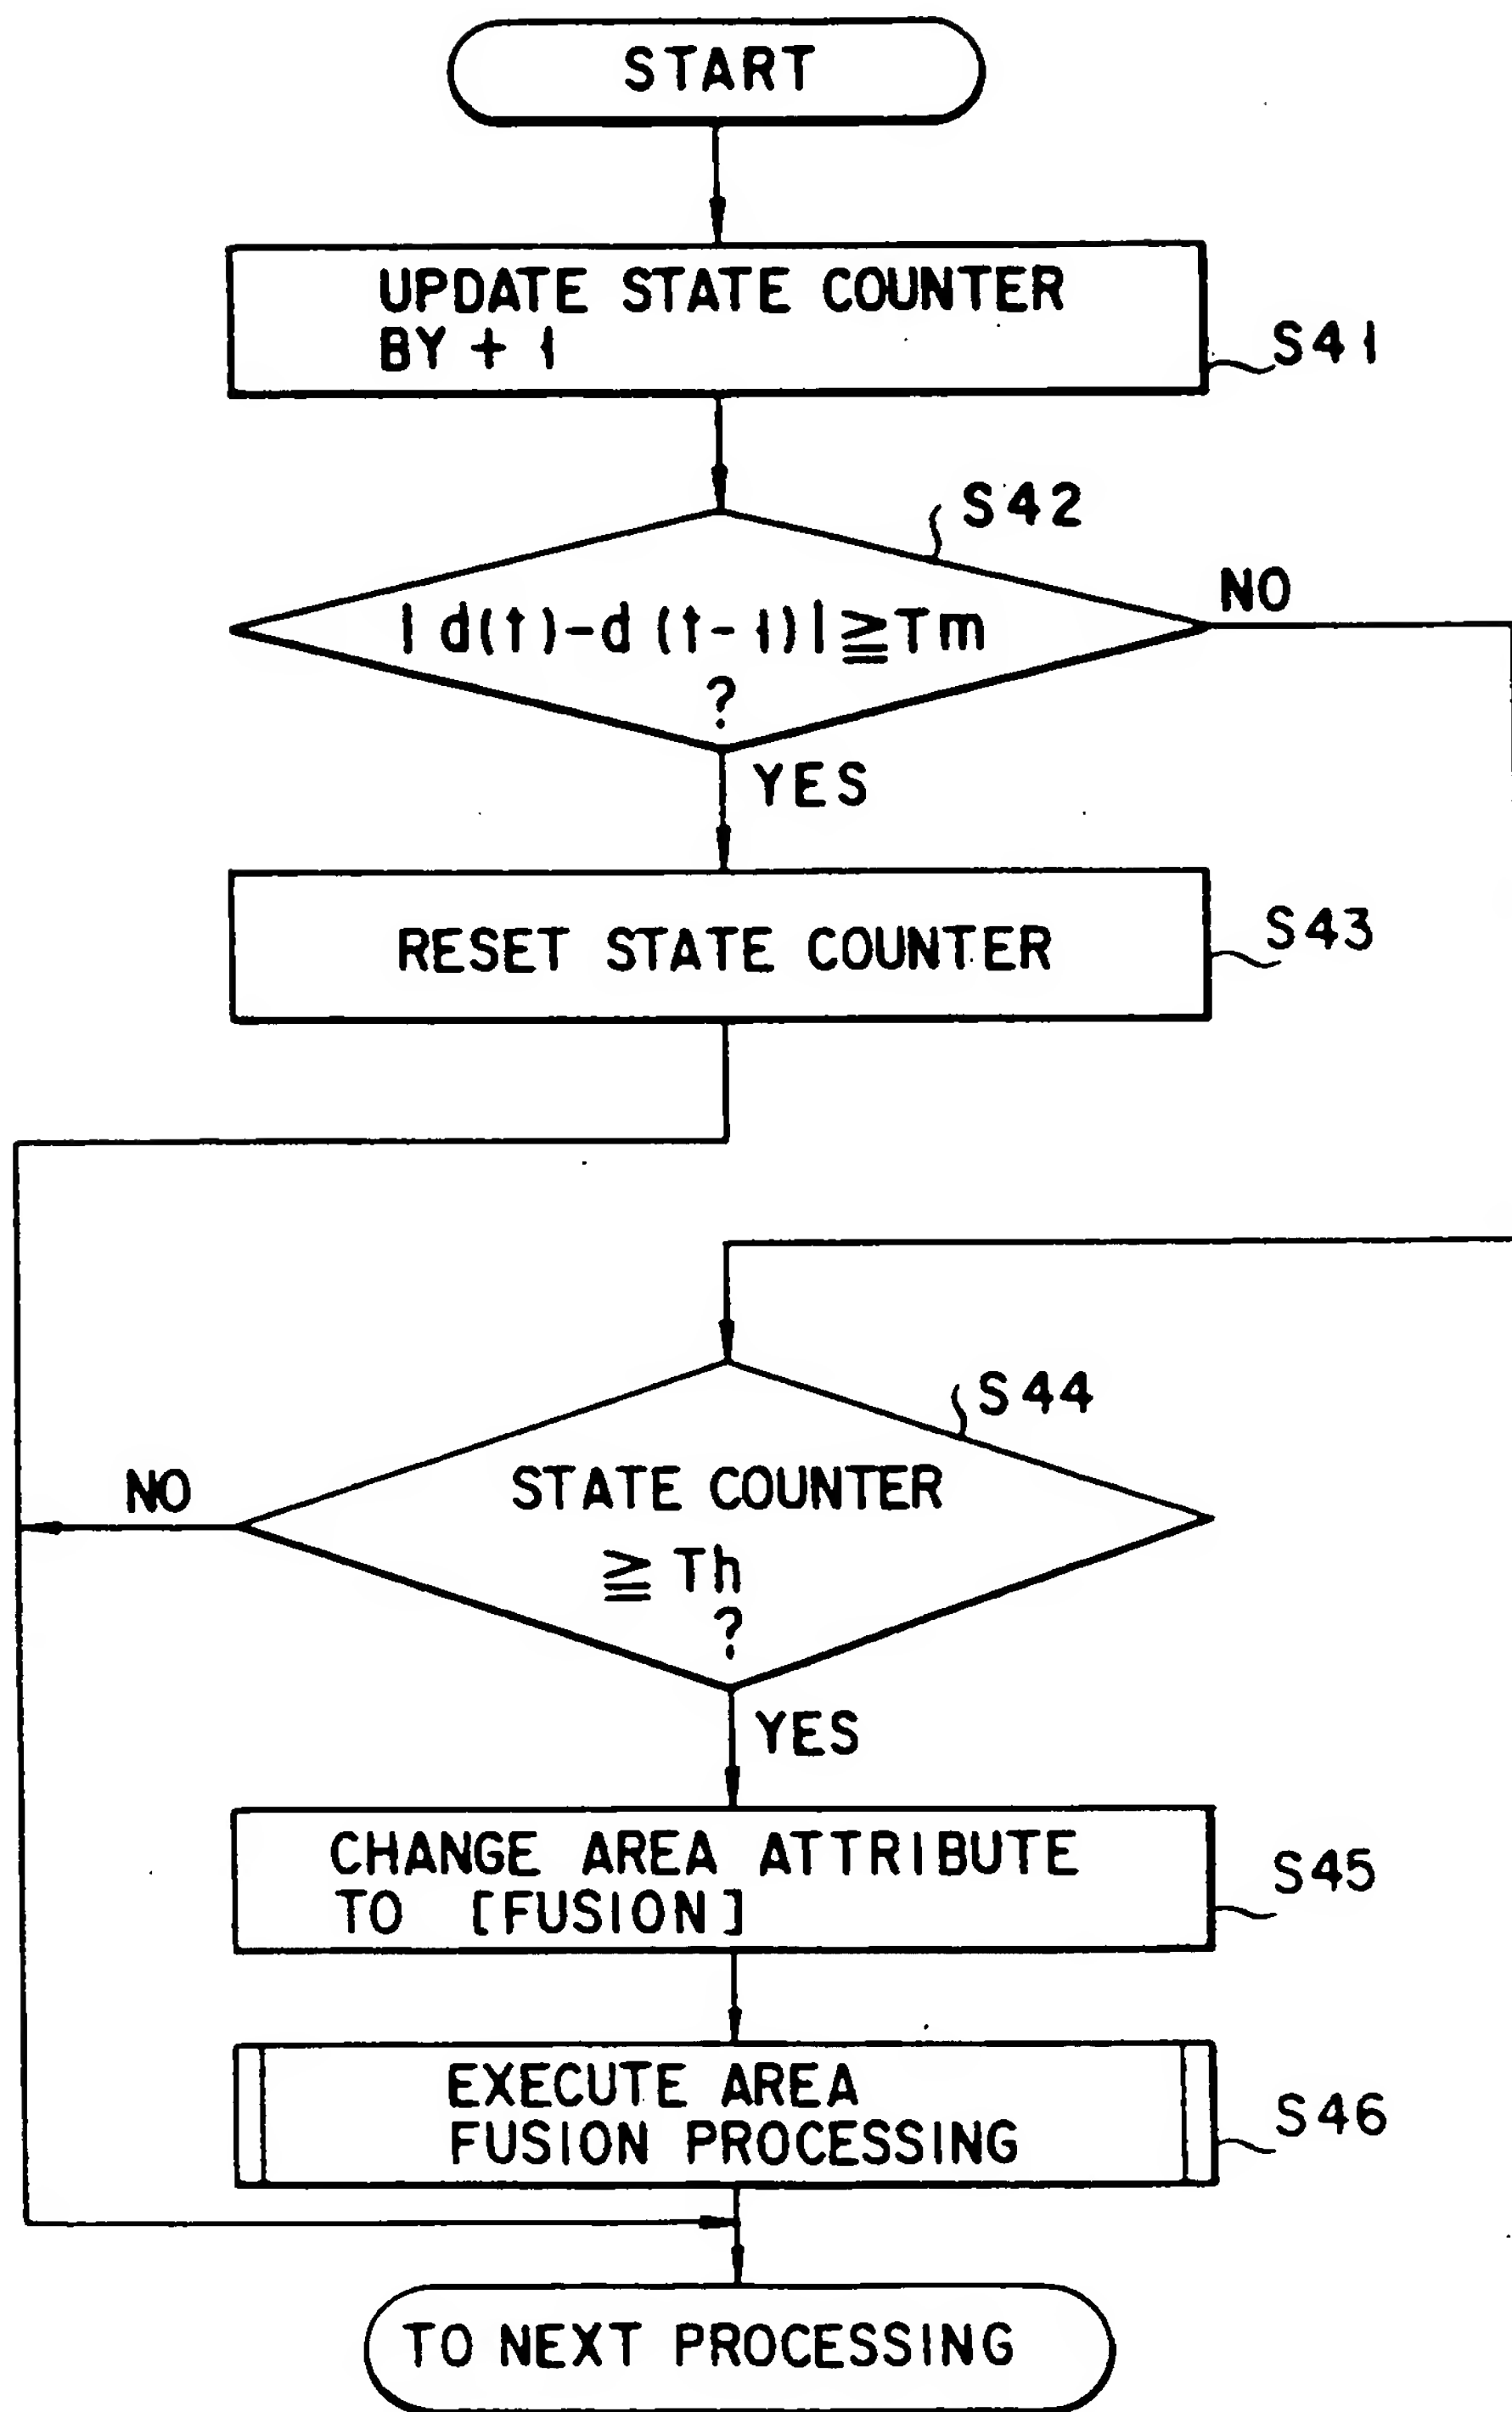 START
UPDATE STATE COUNTER
BY + 1
S41
S42
| d(t)-d (t-1)|≧Tm
?
NO
YES
RESET STATE COUNTER
S43
S44
STATE COUNTER
≧ Th
?
NO
YES
CHANGE AREA ATTRIBUTE
TO [FUSION]
S45
EXECUTE AREA
FUSION PROCESSING
S46
TO NEXT PROCESSING